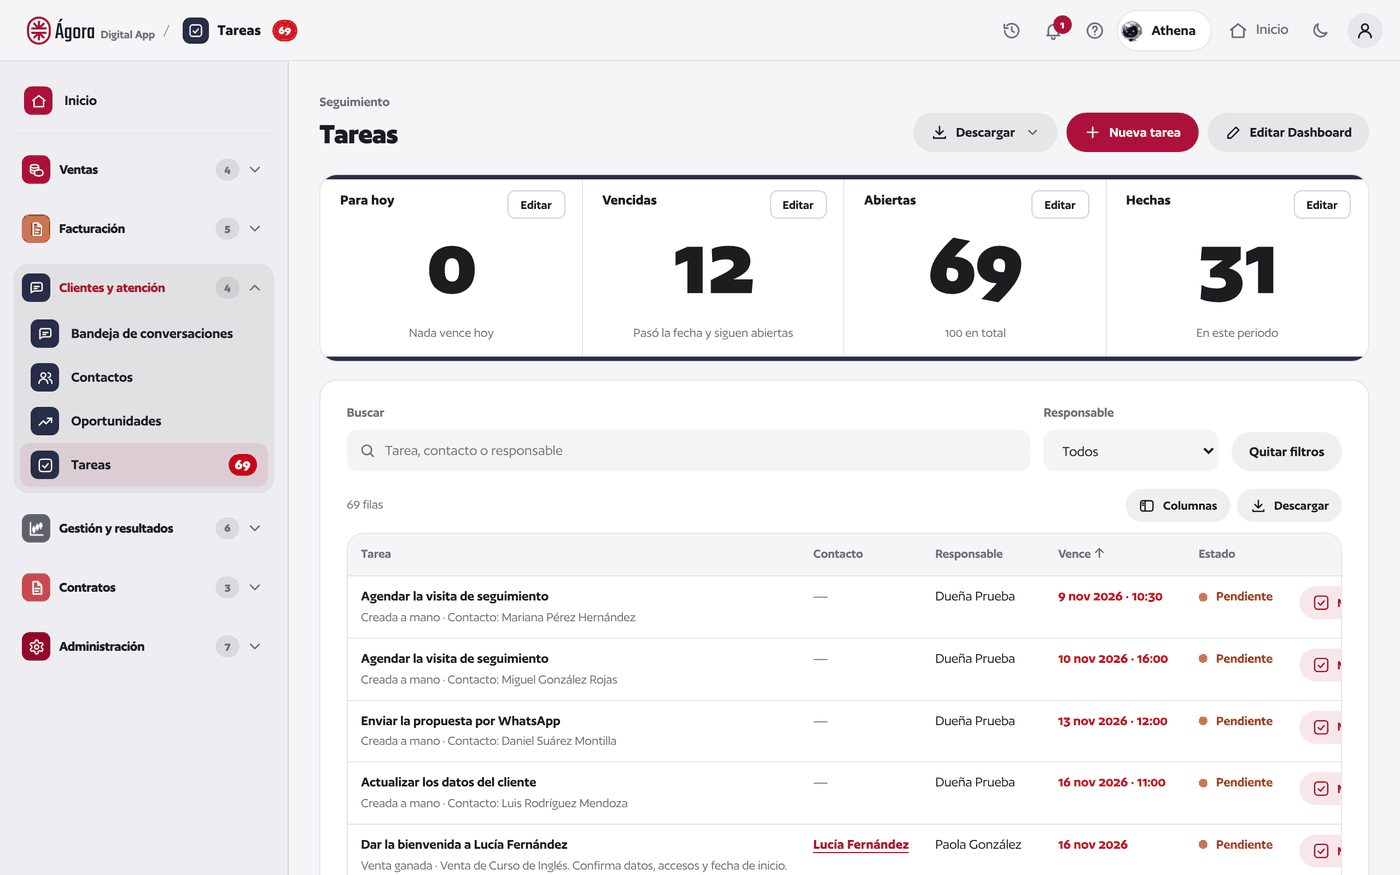 Ágora Digital App / Tareas 69
1
Athena
Inicio
Inicio
Ventas 4
Facturación 5
Clientes y atención 4
Bandeja de conversaciones
Contactos
Oportunidades
Tareas 69
Gestión y resultados 6
Contratos 3
Administración 7
Seguimiento
Tareas
Descargar
Nueva tarea
Editar Dashboard
Para hoy Editar
0
Nada vence hoy
Vencidas Editar
12
Pasó la fecha y siguen abiertas
Abiertas Editar
69
100 en total
Hechas Editar
31
En este periodo
Buscar
Tarea, contacto o responsable
Responsable
Todos
Quitar filtros
69 filas
Columnas
Descargar
Tarea Contacto Responsable Vence ↑ Estado
Agendar la visita de seguimiento — Dueña Prueba 9 nov 2026 · 10:30 Pendiente
Creada a mano · Contacto: Mariana Pérez Hernández
Agendar la visita de seguimiento — Dueña Prueba 10 nov 2026 · 16:00 Pendiente
Creada a mano · Contacto: Miguel González Rojas
Enviar la propuesta por WhatsApp — Dueña Prueba 13 nov 2026 · 12:00 Pendiente
Creada a mano · Contacto: Daniel Suárez Montilla
Actualizar los datos del cliente — Dueña Prueba 16 nov 2026 · 11:00 Pendiente
Creada a mano · Contacto: Luis Rodríguez Mendoza
Dar la bienvenida a Lucía Fernández Lucía Fernández Paola González 16 nov 2026 Pendiente
Venta ganada · Venta de Curso de Inglés. Confirma datos, accesos y fecha de inicio.